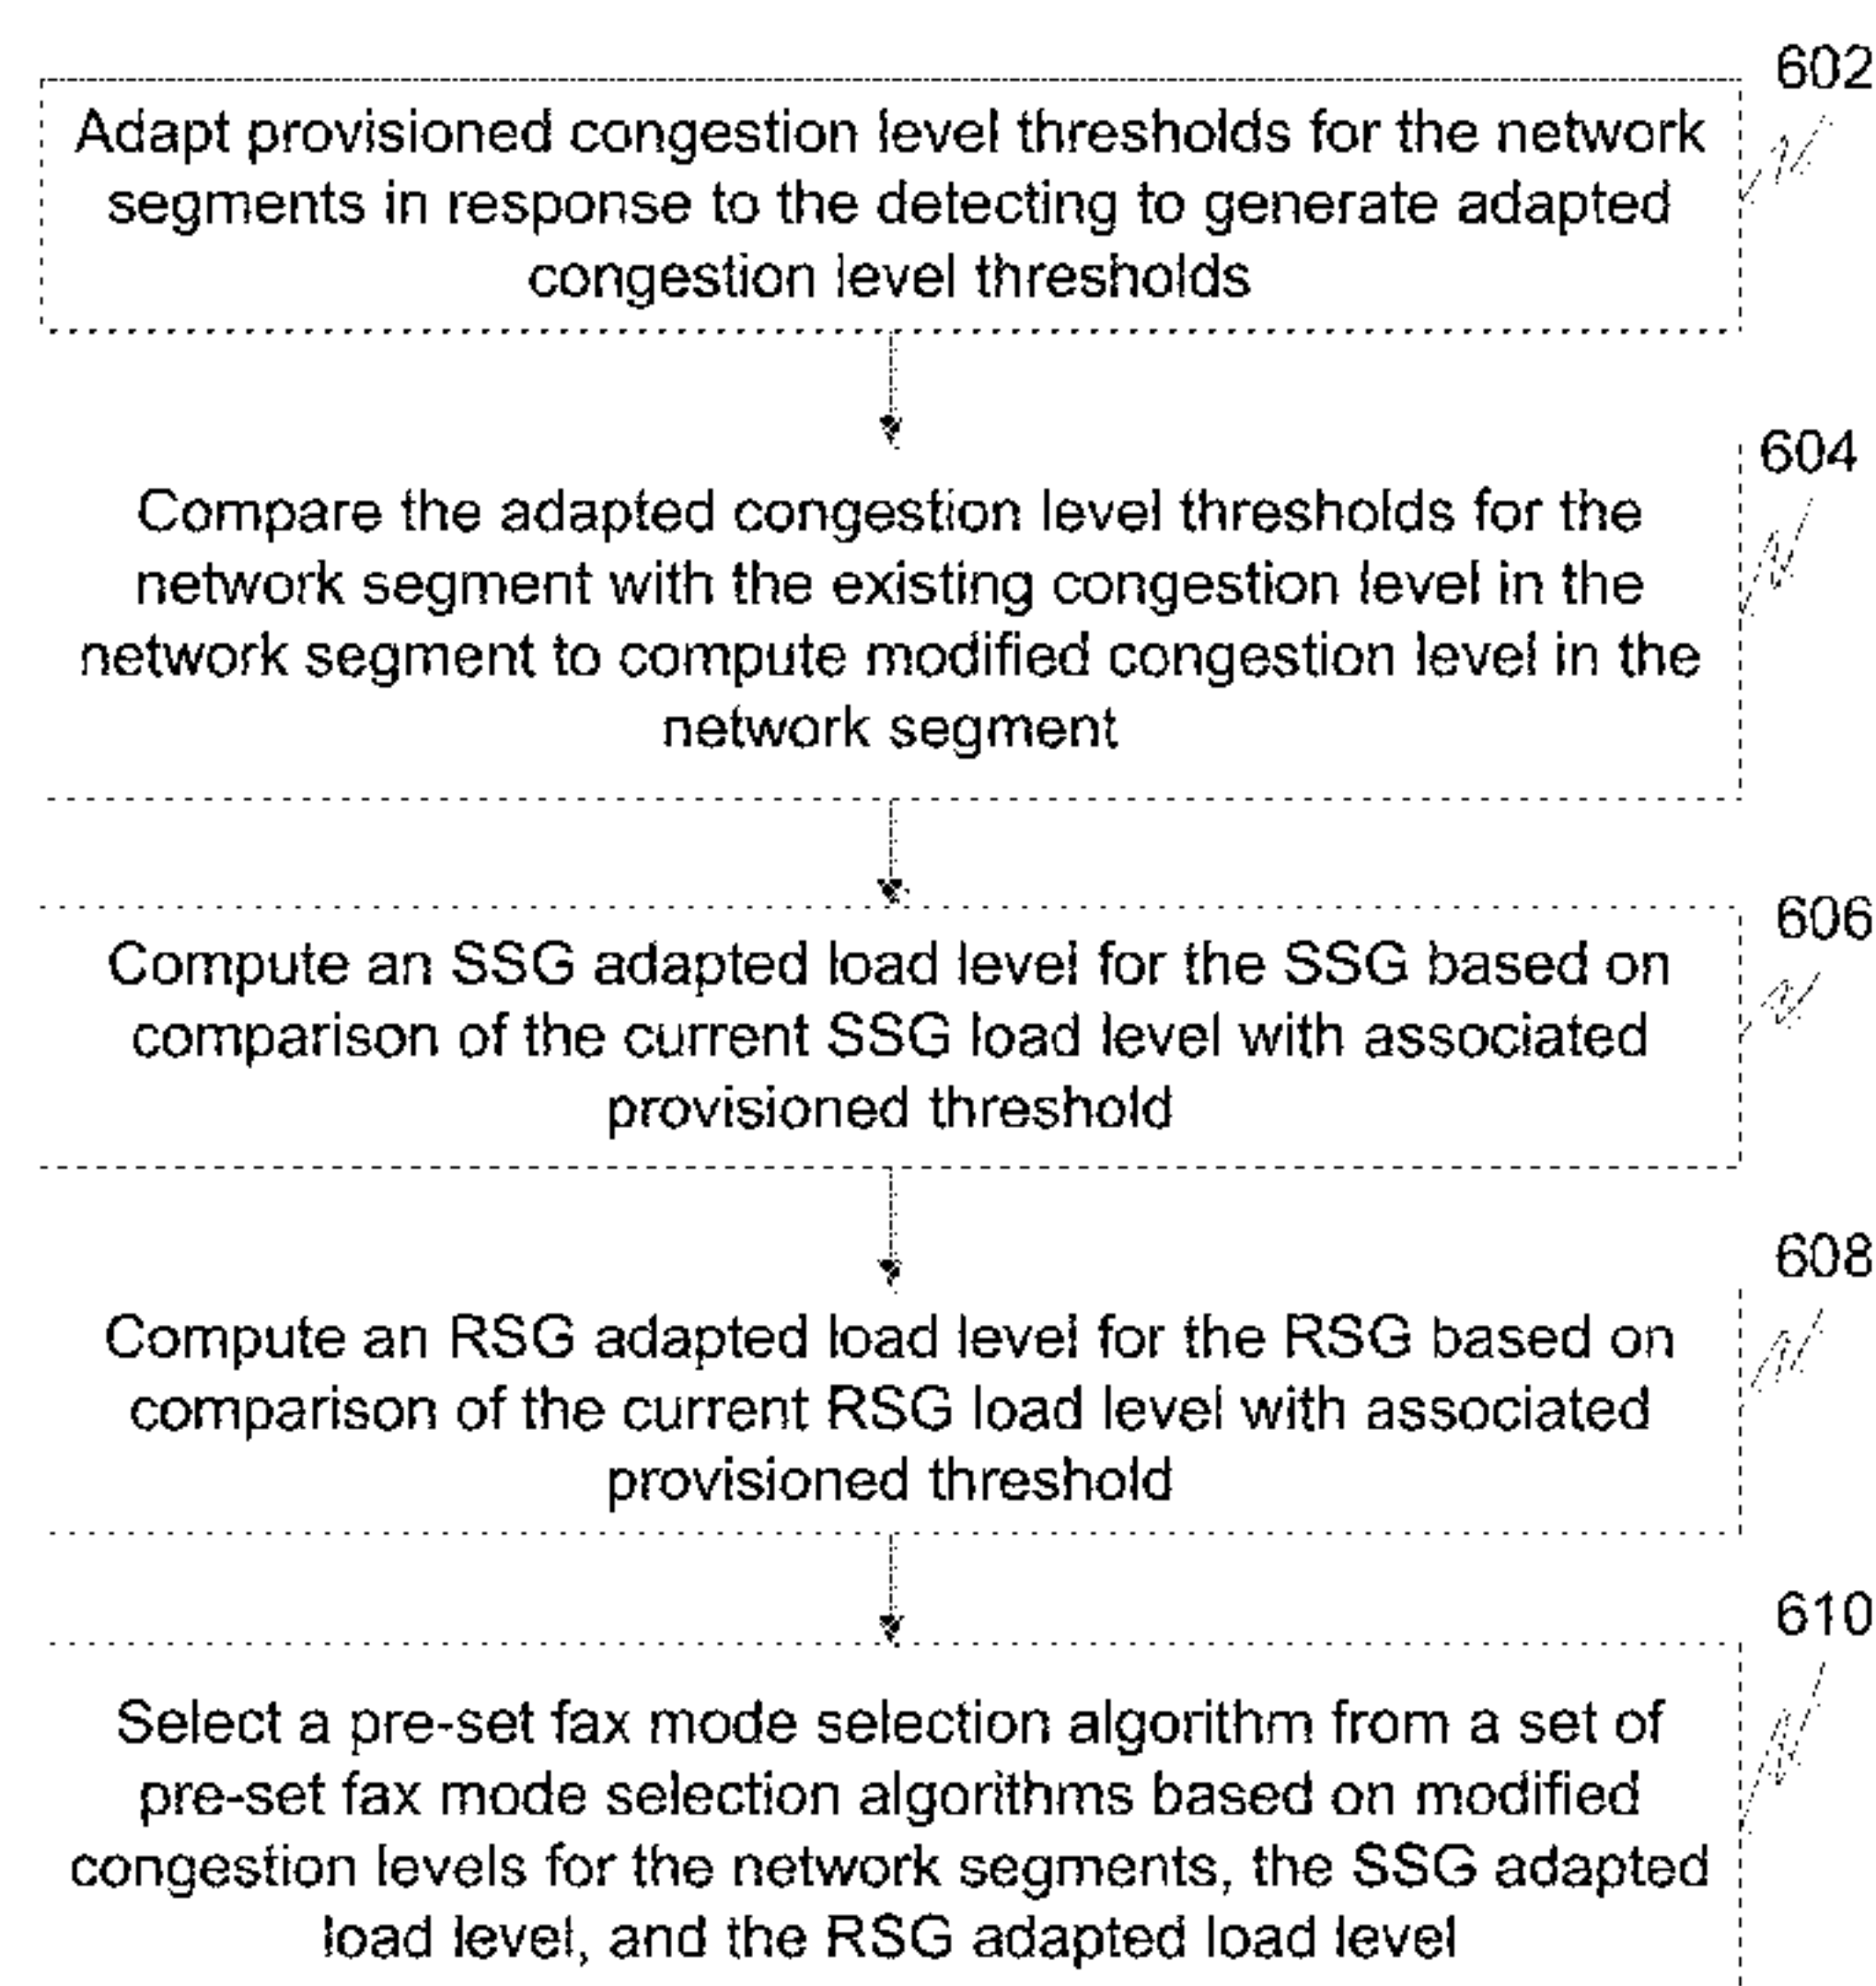 602
Adapt provisioned congestion level thresholds for the network
segments in response to the detecting to generate adapted
congestion level thresholds
604
Compare the adapted congestion level thresholds for the
network segment with the existing congestion level in the
network segment to compute modified congestion level in the
network segment
606
Compute an SSG adapted load level for the SSG based on
comparison of the current SSG load level with associated
provisioned threshold
608
Compute an RSG adapted load level for the RSG based on
comparison of the current RSG load level with associated
provisioned threshold
610
Select a pre-set fax mode selection algorithm from a set of
pre-set fax mode selection algorithms based on modified
congestion levels for the network segments, the SSG adapted
load level, and the RSG adapted load level